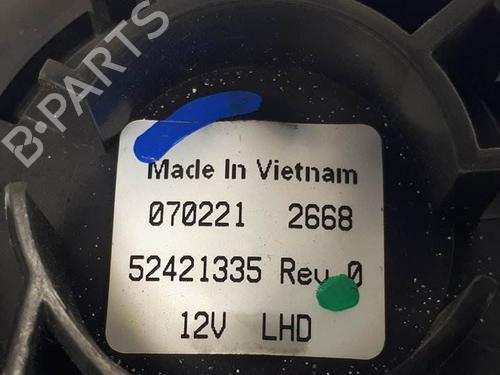 B-PARTS
Made In Vietnam
070221 2668
52421335 Rev 0
12V LHD